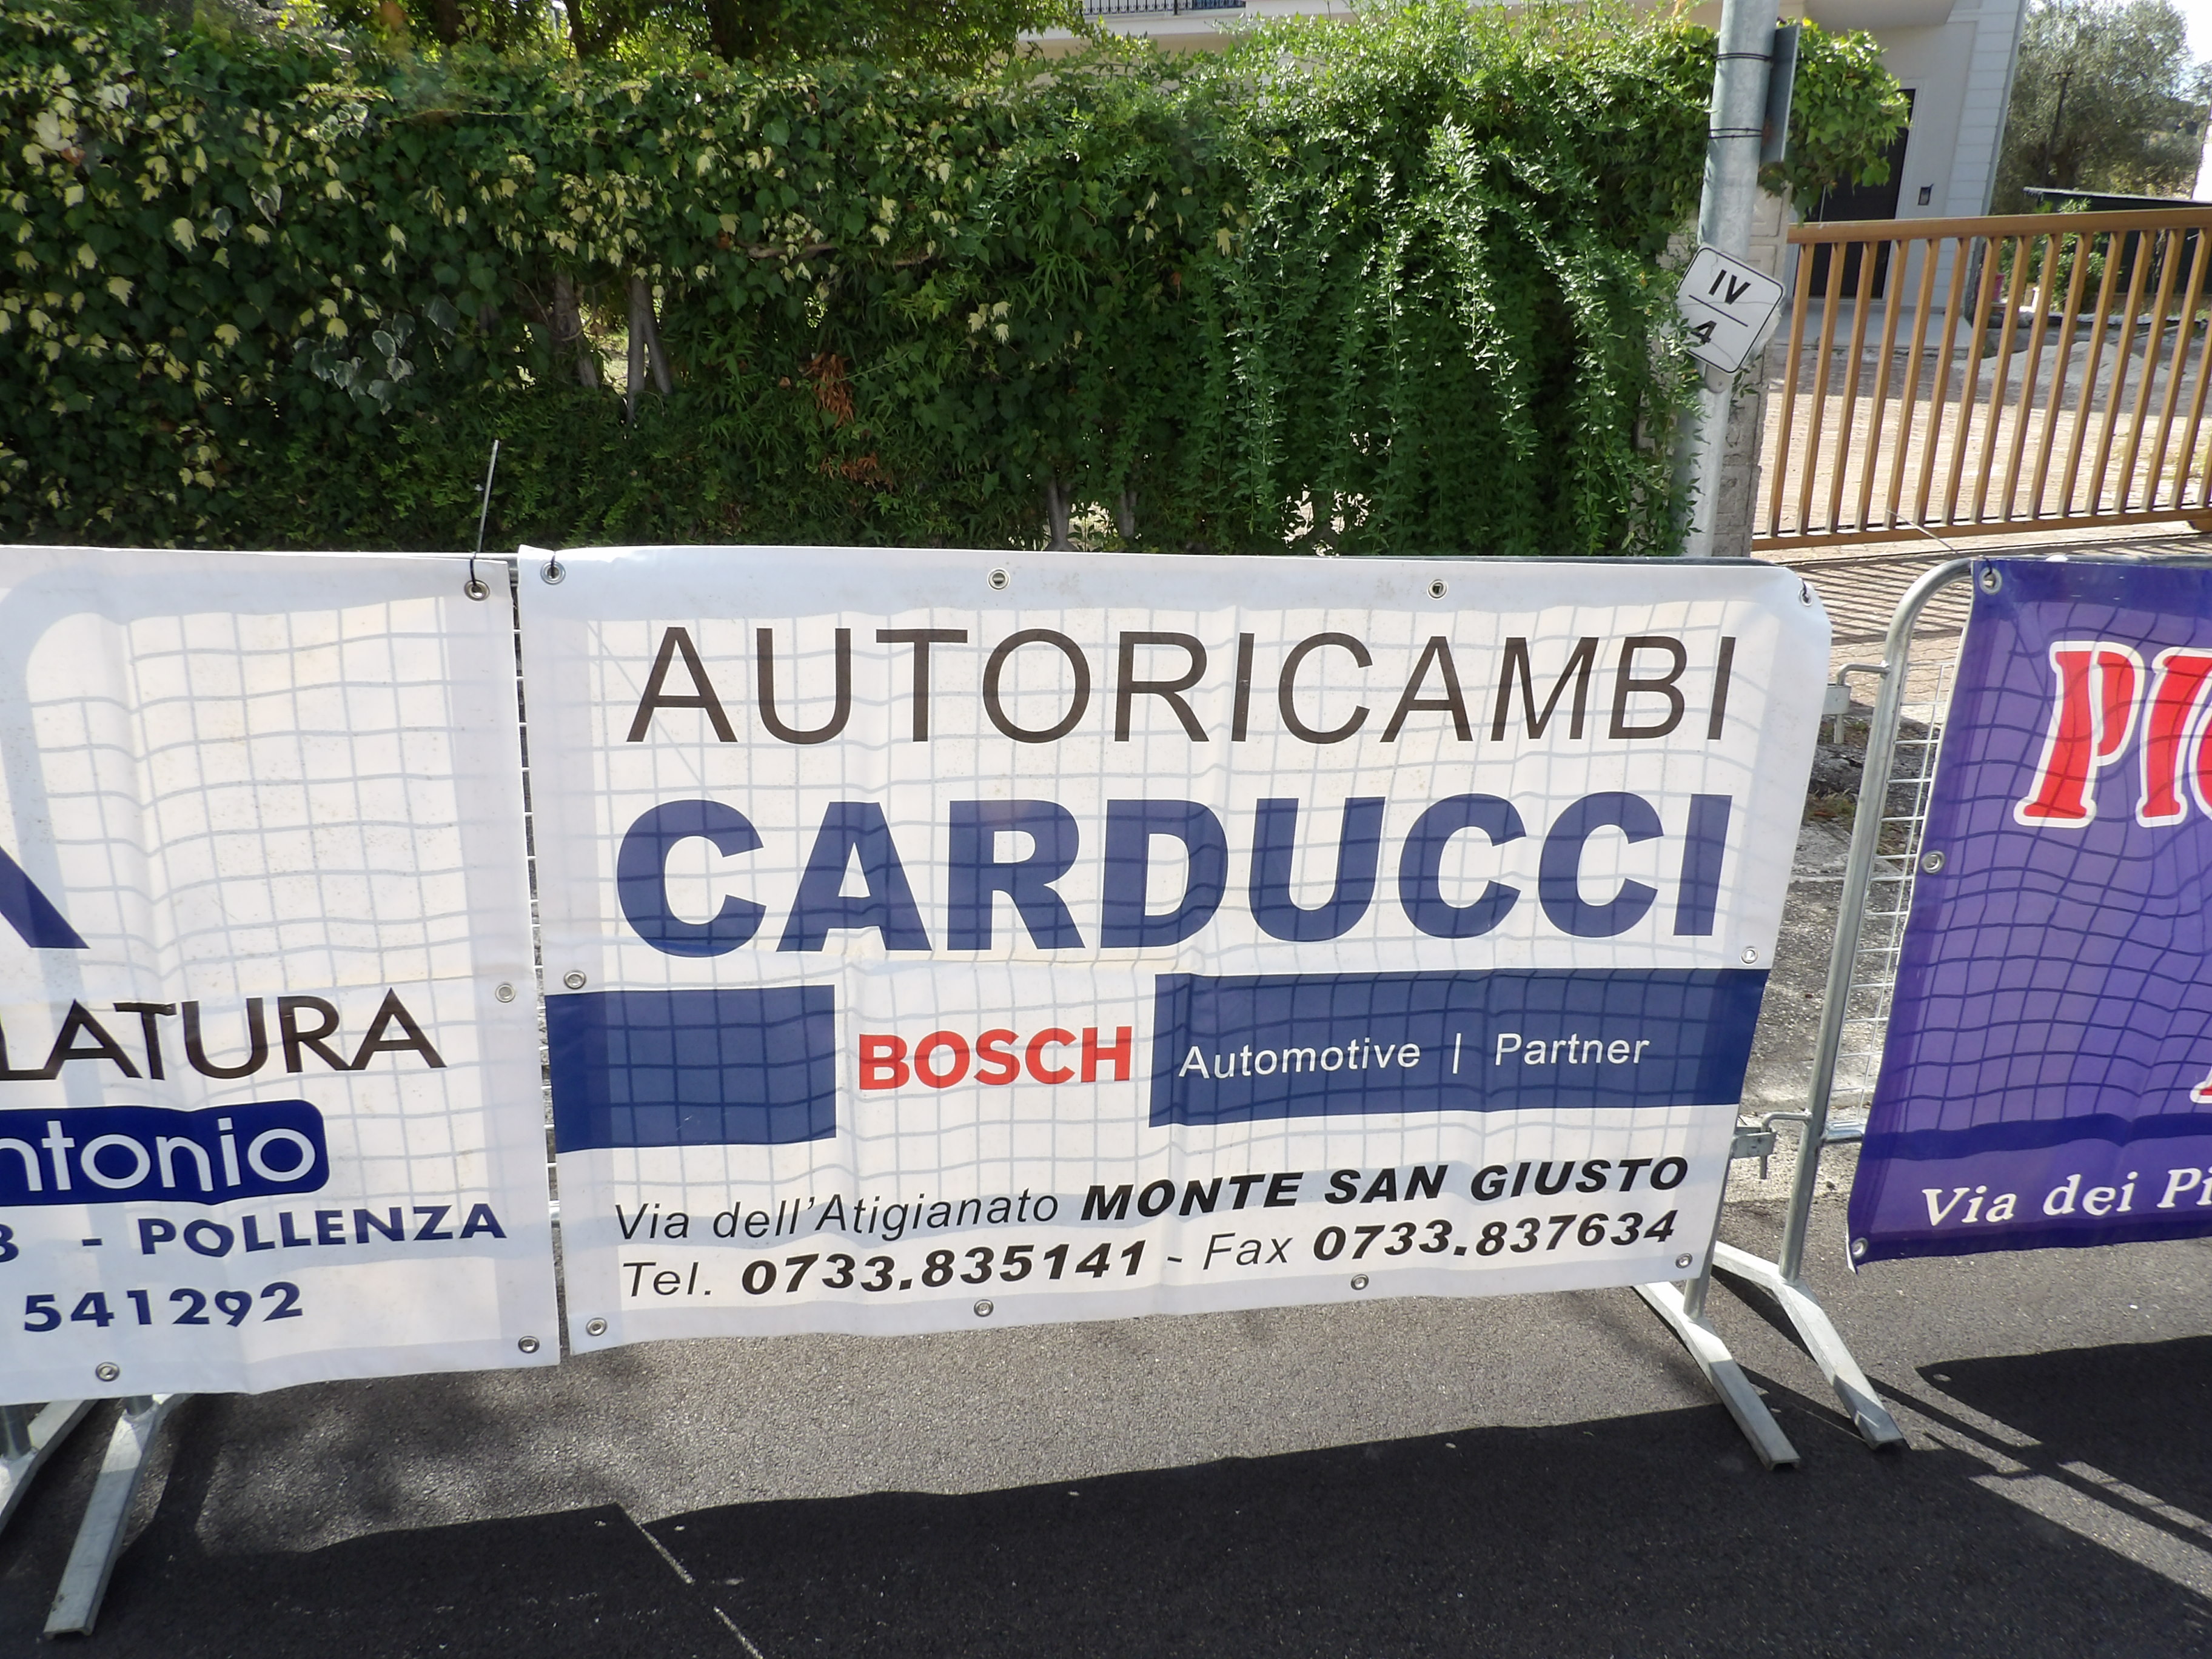 IV
4
LATURA
ntonio
3 - POLLENZA
541292
AUTORICAMBI
CARDUCCI
BOSCH Automotive | Partner
Via dell'Atigianato MONTE SAN GIUSTO
Tel. 0733.835141 - Fax 0733.837634
Via dei